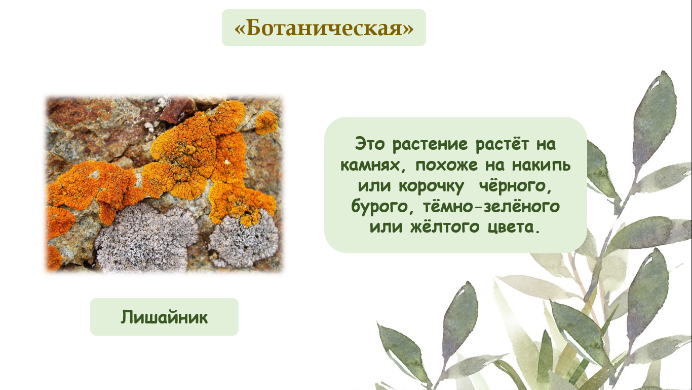 «Ботаническая»
Это растение растёт на
камнях, похоже на накипь
или корочку чёрного,
бурого, тёмно-зелёного
или жёлтого цвета.
Лишайник